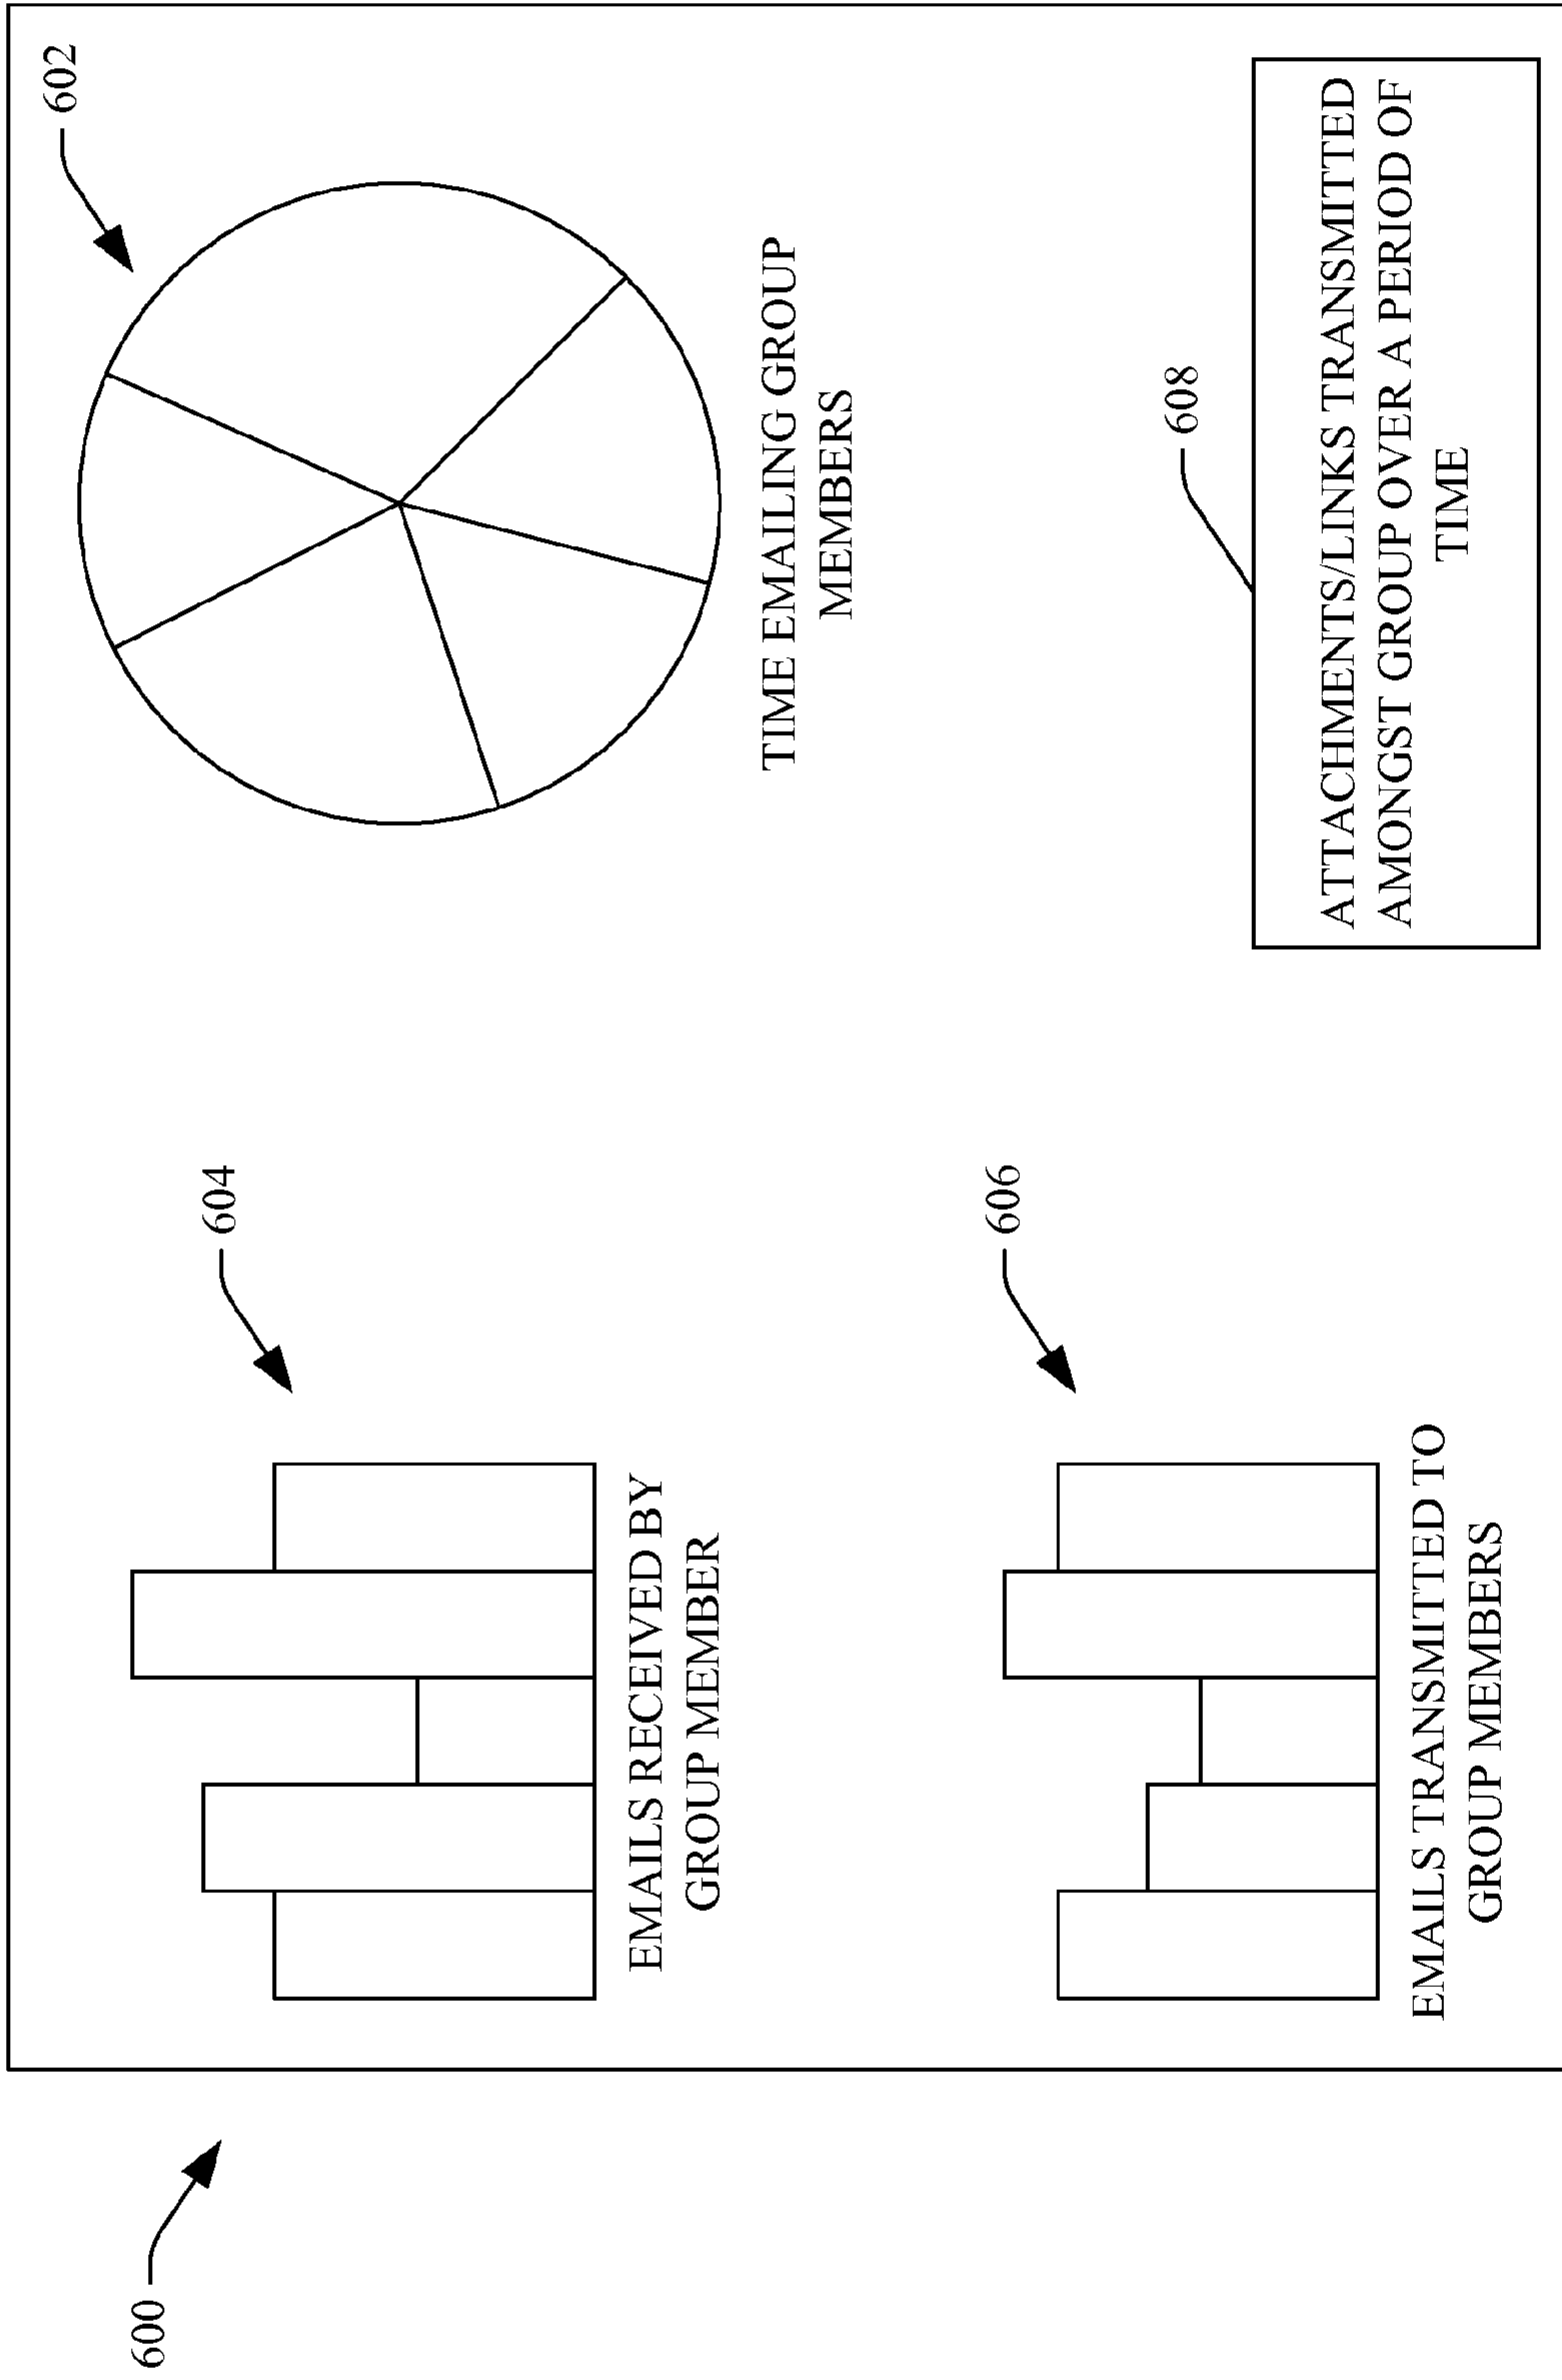 600
604
EMAILS RECEIVED BY
GROUP MEMBER
602
TIME EMAILING GROUP
MEMBERS
606
EMAILS TRANSMITTED TO
GROUP MEMBERS
608
ATTACHMENTS/LINKS TRANSMITTED
AMONGST GROUP OVER A PERIOD OF
TIME